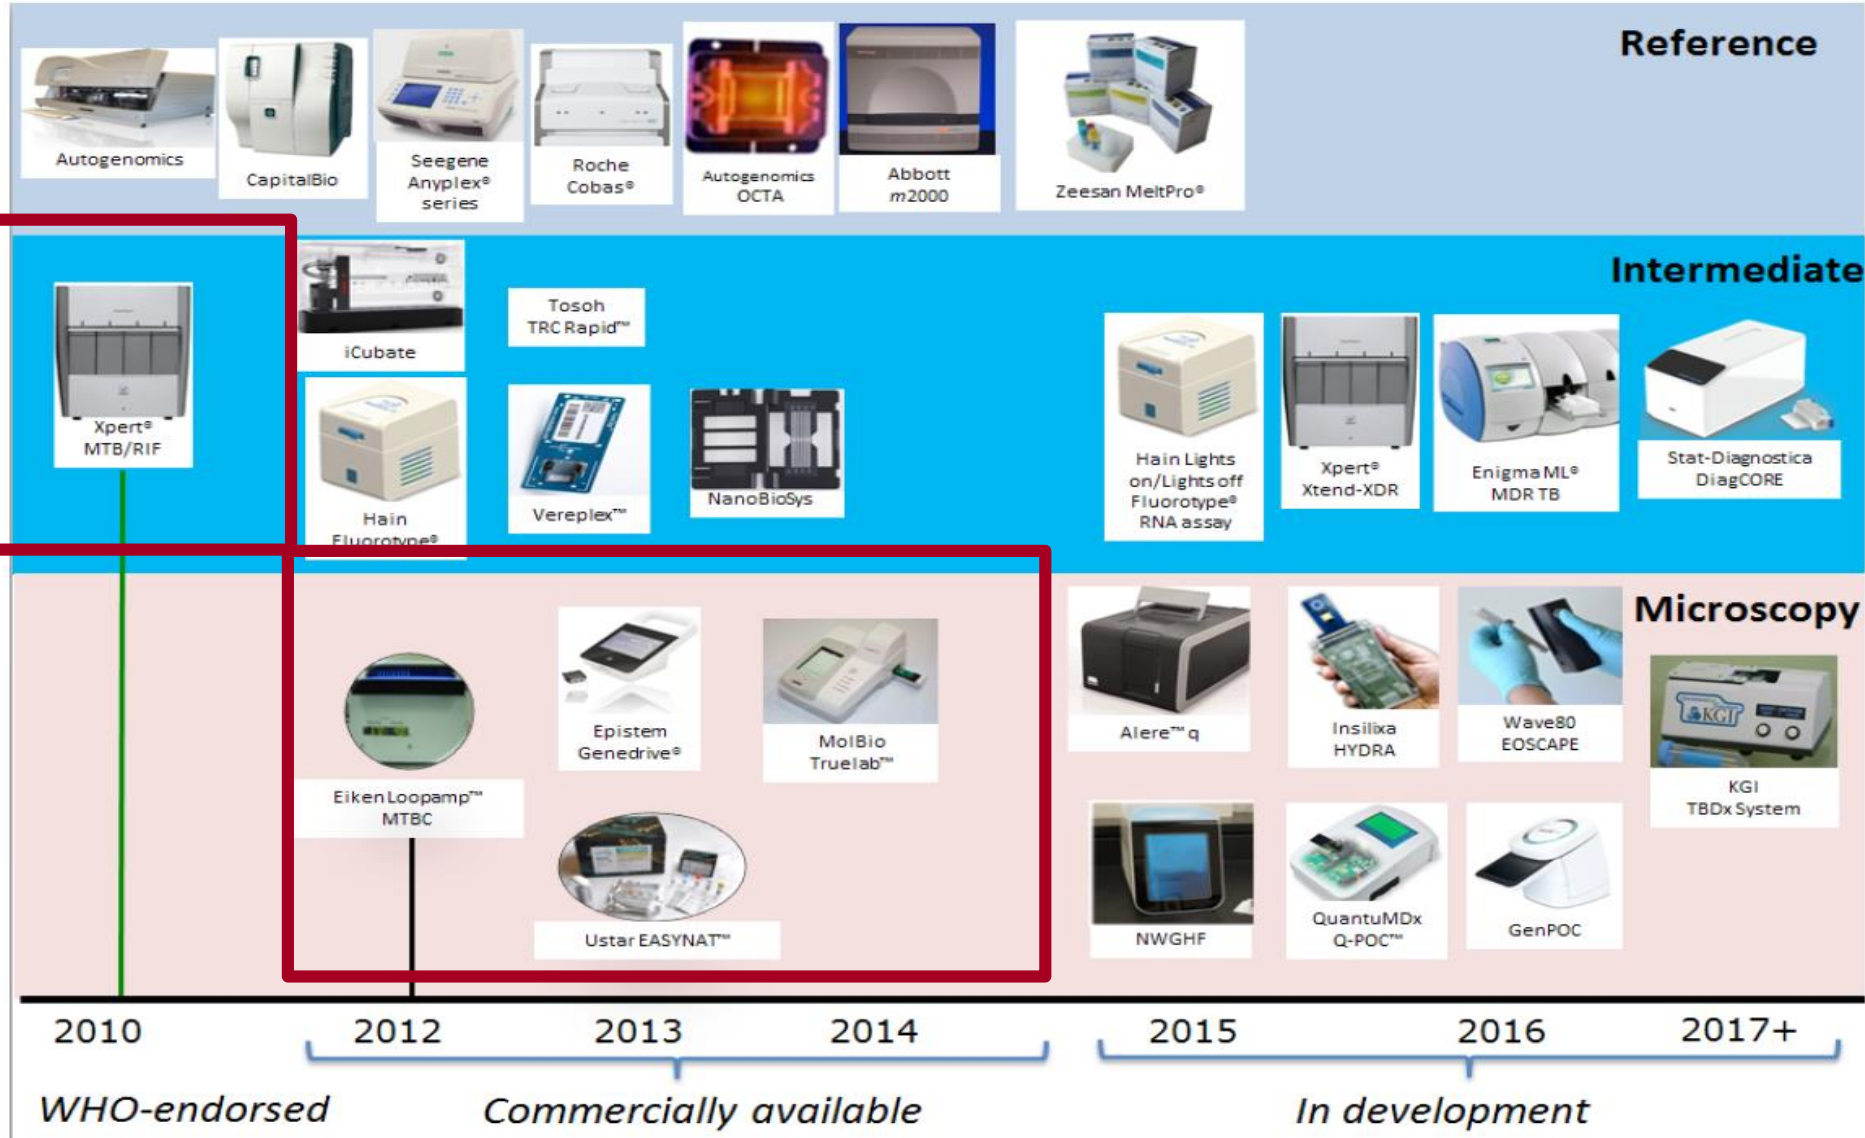 Reference
Autogenomics
CapitalBio
Seegene
Anyplex®
series
Roche
Cobas®
Autogenomics
OCTA
Abbott
m2000
Zeesan MeltPro®
Intermediate
Xpert®
MTB/RIF
iCubate
Tosoh
TRC Rapid™
Hain
Fluorotype®
Vereplex™
NanoBioSys
Hain Lights
on/Lights off
Fluorotype®
RNA assay
Xpert®
Xtend-XDR
Enigma ML®
MDR TB
Stat-Diagnostica
DiagCORE
Microscopy
Eiken Loopamp™
MTBC
Epistem
Genedrive®
MolBio
Truelab™
Ustar EASYNAT™
Alere™ q
Insilixa
HYDRA
Wave80
EOSCAPE
KGI
KGI
TBDx System
NWGHF
QuantuMDx
Q-POC™
GenPOC
2010
2012
2013
2014
2015
2016
2017+
WHO-endorsed
Commercially available
In development